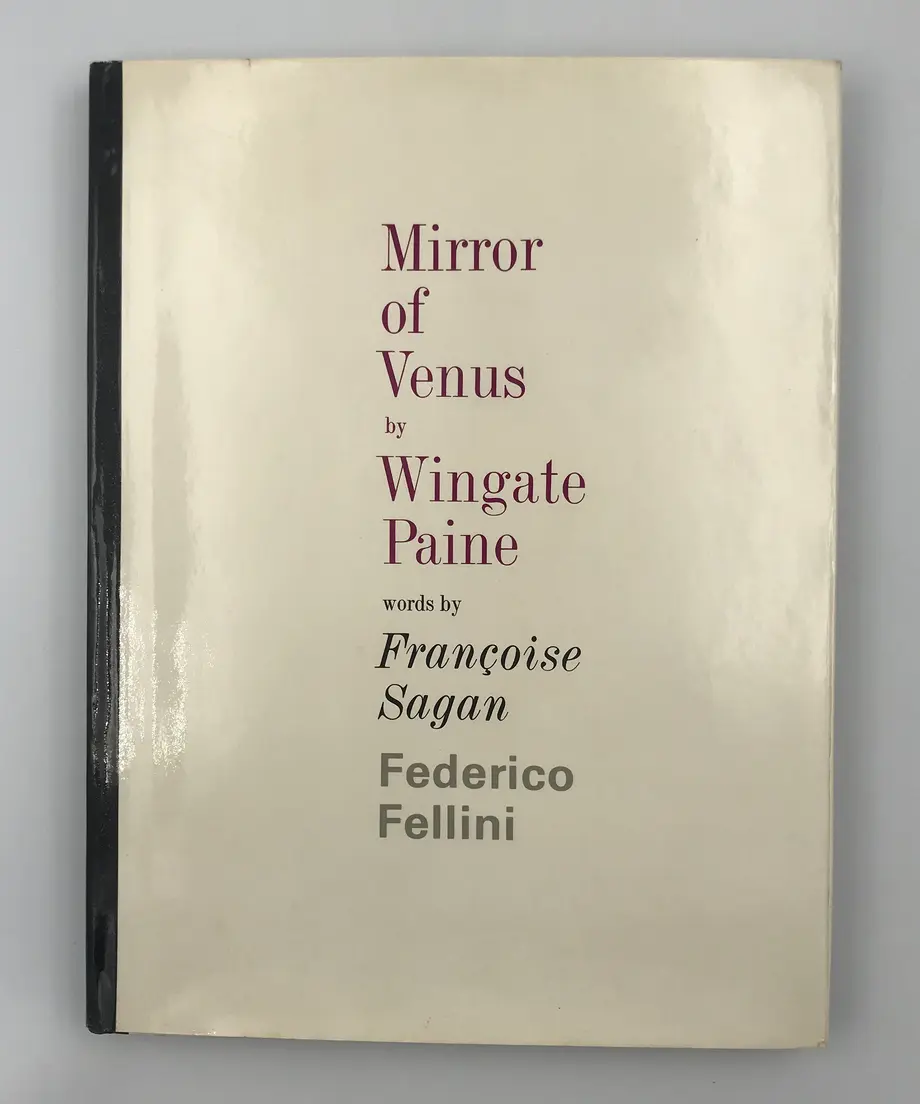 Mirror
of
Venus
by
Wingate
Paine
words by
Françoise
Sagan
Federico
Fellini